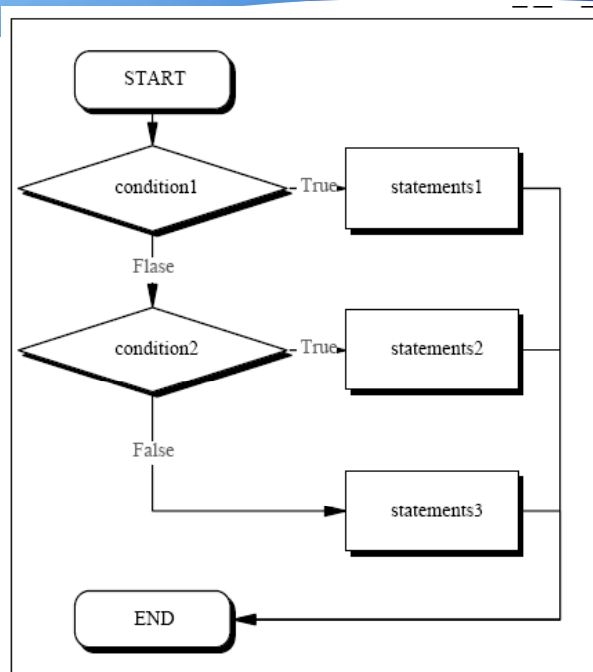 START
condition1
True
statements1
Flase
condition2
True
statements2
False
statements3
END